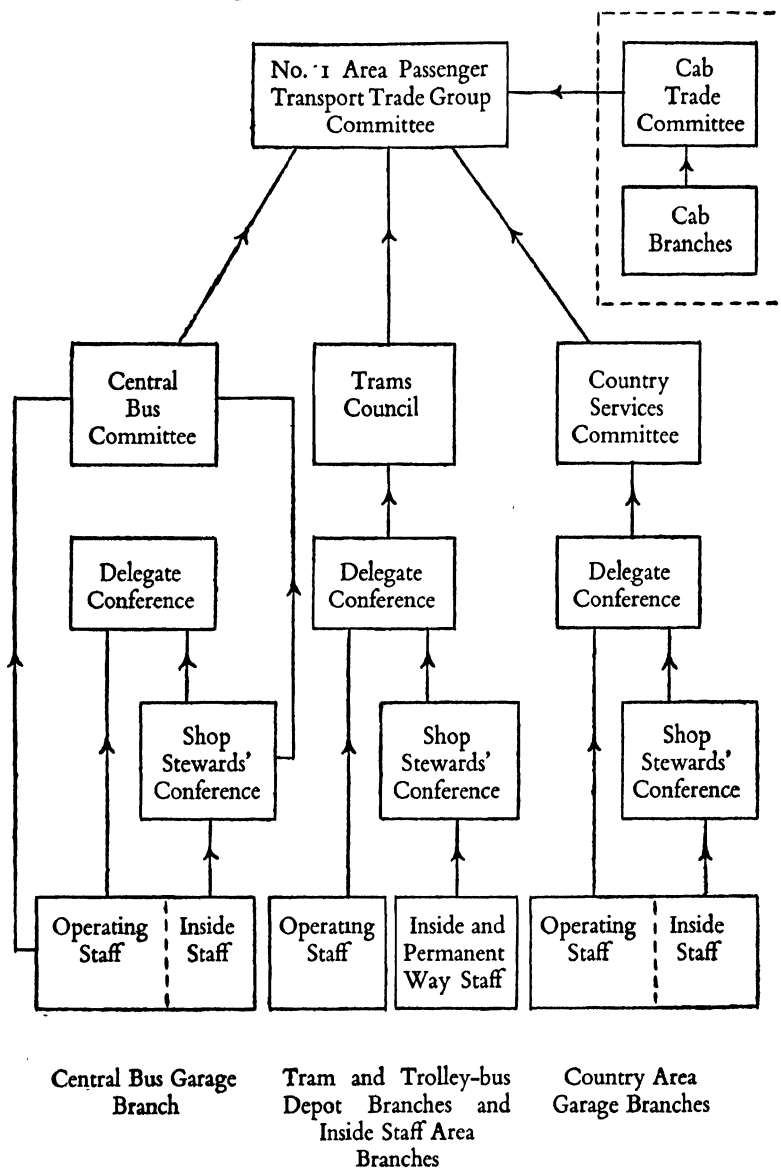 No. 1 Area Passenger
Transport Trade Group
Committee
Cab
Trade
Committee
Cab
Branches
Central
Bus
Committee
Trams
Council
Country
Services
Committee
Delegate
Conference
Delegate
Conference
Delegate
Conference
Shop
Stewards'
Conference
Shop
Stewards'
Conference
Shop
Stewards'
Conference
Operating
Staff
Inside
Staff
Operating
Staff
Inside and
Permanent
Way Staff
Operating
Staff
Inside
Staff
Central Bus Garage
Branch
Tram and Trolley-bus
Depot Branches and
Inside Staff Area
Branches
Country Area
Garage Branches